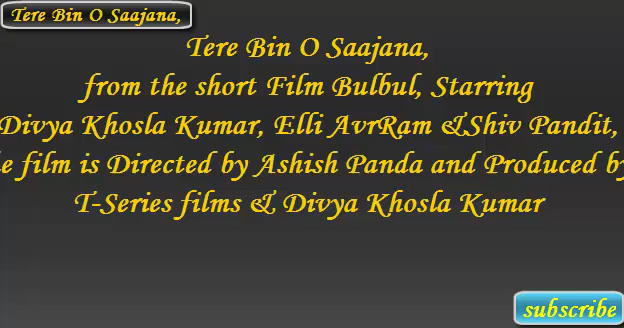 Tere Bin O Saajana,
Tere Bin O Saajana,
from the short Film Bulbul, Starring
Divya Khosla Kumar, Elli AvrRam &Shiv Pandit,
film is Directed by Ashish Panda and Produced by
T-Series films & Divya Khosla Kumar
subscribe